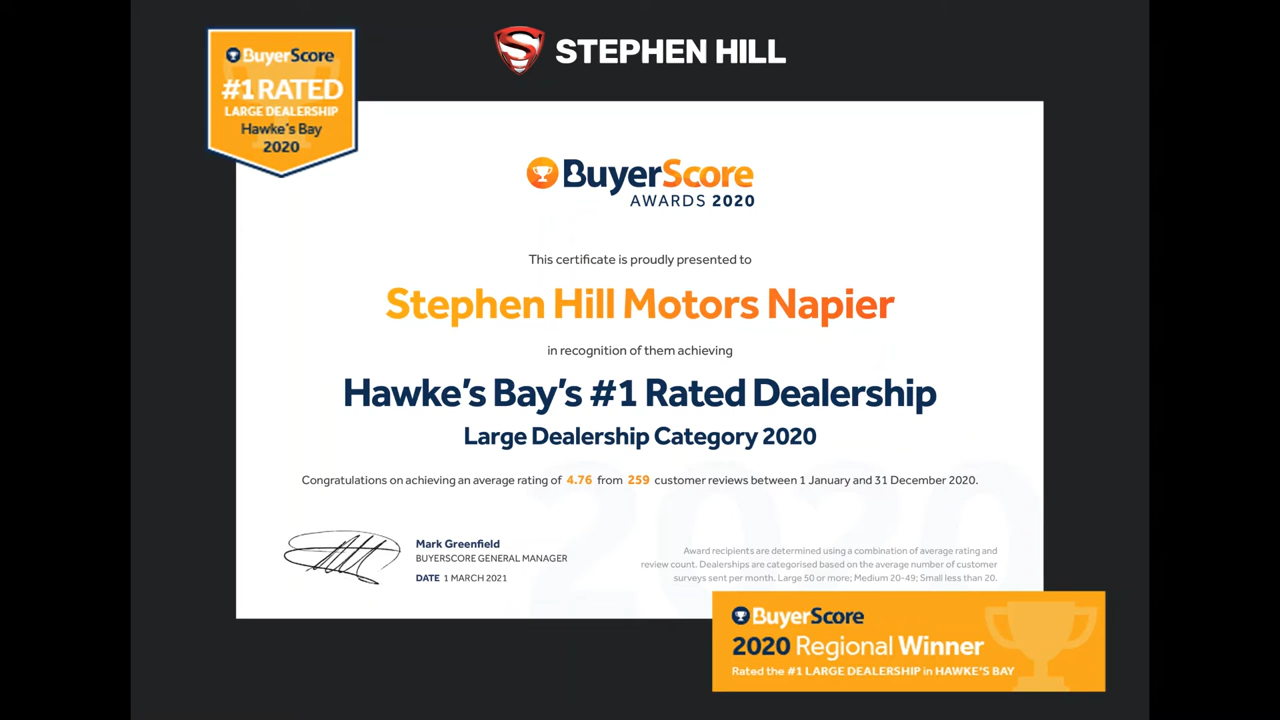 BuyerScore
#1 RATED
LARGE DEALERSHIP
Hawke's Bay
2020
STEPHEN HILL
BuyerScore
AWARDS 2020
This certificate is proudly presented to
Stephen Hill Motors Napier
in recognition of them achieving
Hawke's Bay's #1 Rated Dealership
Large Dealership Category 2020
Congratulations on achieving an average rating of 4.76 from 259 customer reviews between 1 January and 31 December 2020.
2020
Mark Greenfield
BUYERSCORE GENERAL MANAGER
DATE 1 MARCH 2021
Award recipients are determined using a combination of average rating and
review count. Dealerships are categorised based on the average number of customer
surveys sent per month. Large 50 or more; Medium 20-49; Small less than 20.
BuyerScore
2020 Regional Winner
Rated the #1 LARGE DEALERSHIP in HAWKE'S BAY